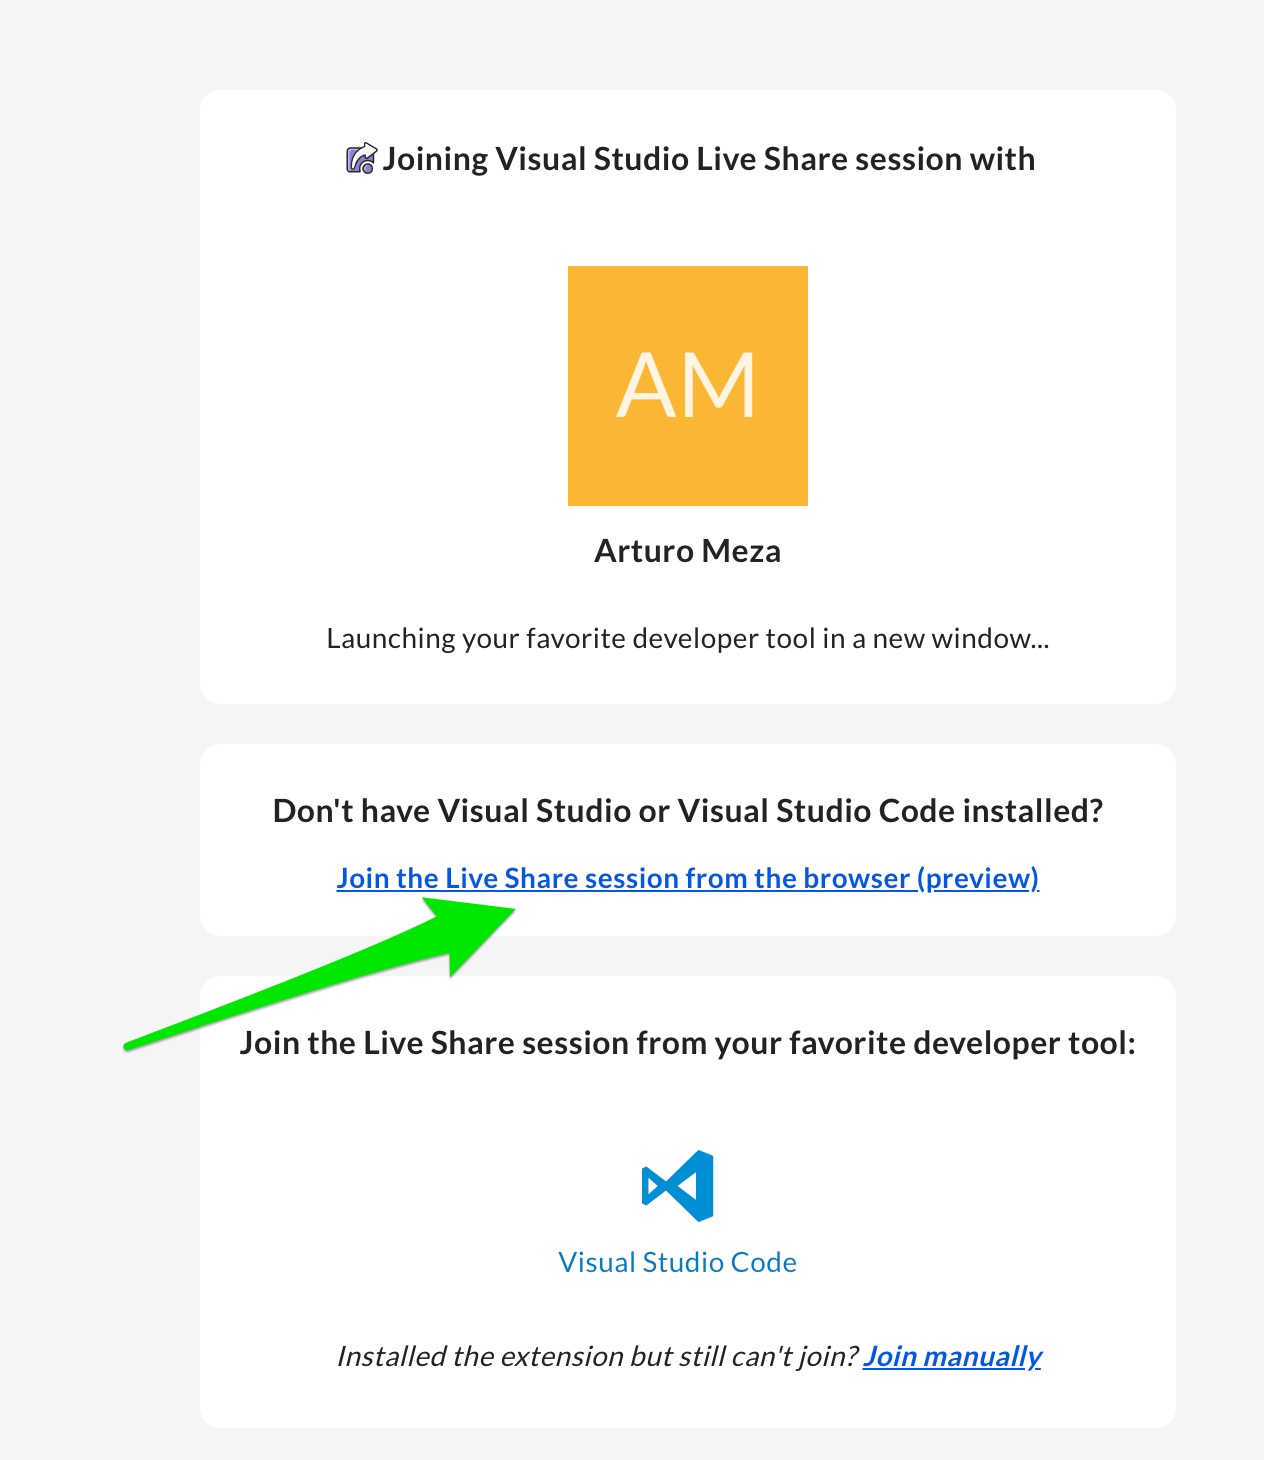 Joining Visual Studio Live Share session with
AM
Arturo Meza
Launching your favorite developer tool in a new window...
Don't have Visual Studio or Visual Studio Code installed?
Join the Live Share session from the browser (preview)
Join the Live Share session from your favorite developer tool:
Visual Studio Code
Installed the extension but still can't join? Join manually